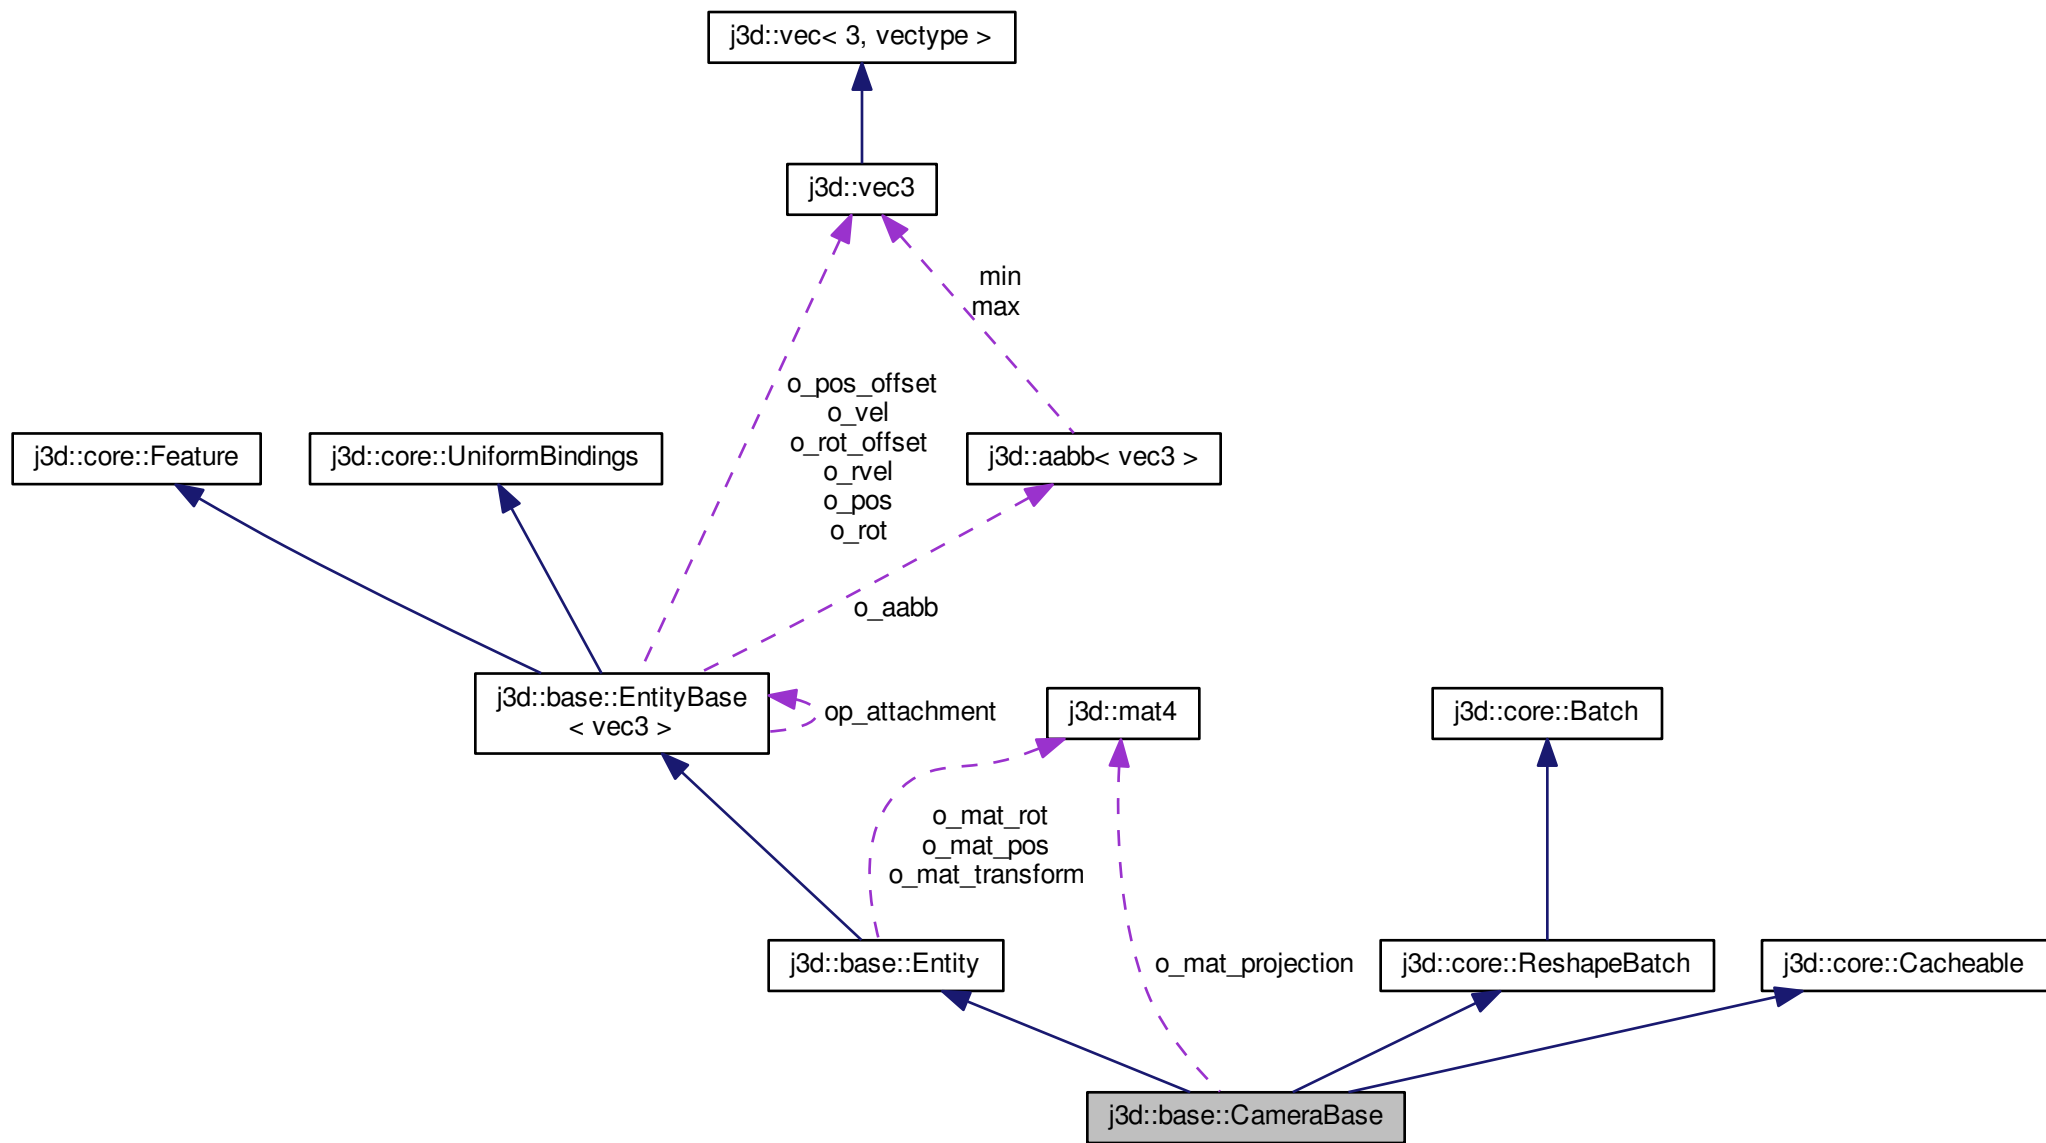 j3d::vec< 3, vectype >
j3d::vec3
min
max
o_pos_offset
o_vel
o_rot_offset
o_rvel
o_pos
o_rot
j3d::core::Feature
j3d::core::UniformBindings
j3d::aabb< vec3 >
o_aabb
j3d::base::EntityBase
< vec3 >
op_attachment
j3d::mat4
j3d::core::Batch
o_mat_rot
o_mat_pos
o_mat_transform
j3d::base::Entity
o_mat_projection
j3d::core::ReshapeBatch
j3d::core::Cacheable
j3d::base::CameraBase